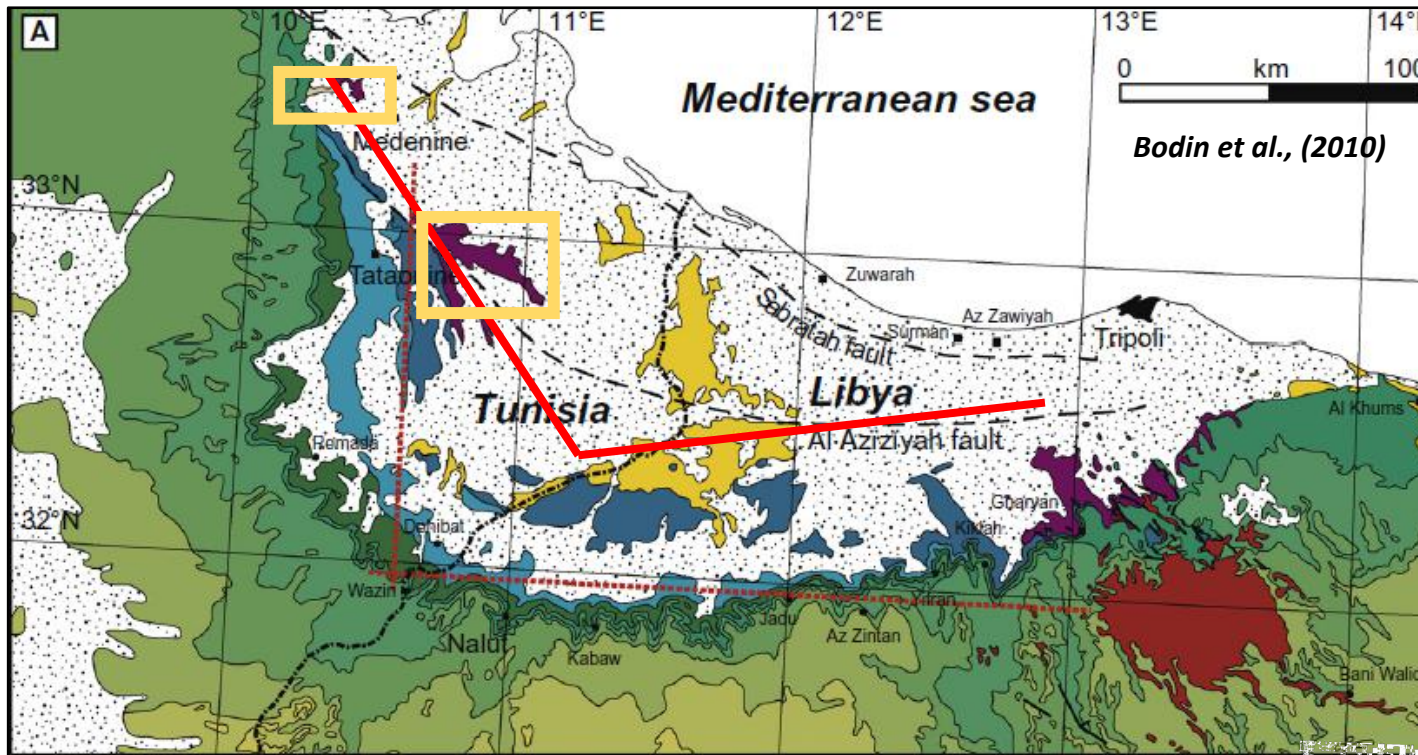 A
10°E
11°E
12°E
13°E
14°E
0 km 100
Mediterranean sea
Bodin et al., (2010)
Medenine
33°N
Tataouine
Zuwarah
Sabratah fault
Surman
Az Zawiyah
Tripoli
Tunisia
Libya
Al Khums
Al Aziziyah fault
Remada
Gharyan
32°N
Dehibat
Kiklah
Wazin
Jadu
Nalut
Kabaw
Az Zintan
Bani Walid